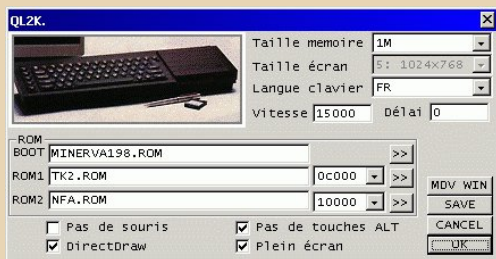 QL2K.
Taille memoire 1M
Taille écran 5: 1024x768
Langue clavier FR
Vitesse 15000 Délai 0
ROM
BOOT MINERVA198.ROM >>
ROM1 TK2.ROM 0C000 >>
ROM2 NFA.ROM 10000 >>
MDV WIN
SAVE
CANCEL
OK
Pas de souris Pas de touches ALT
DirectDraw Plein écran